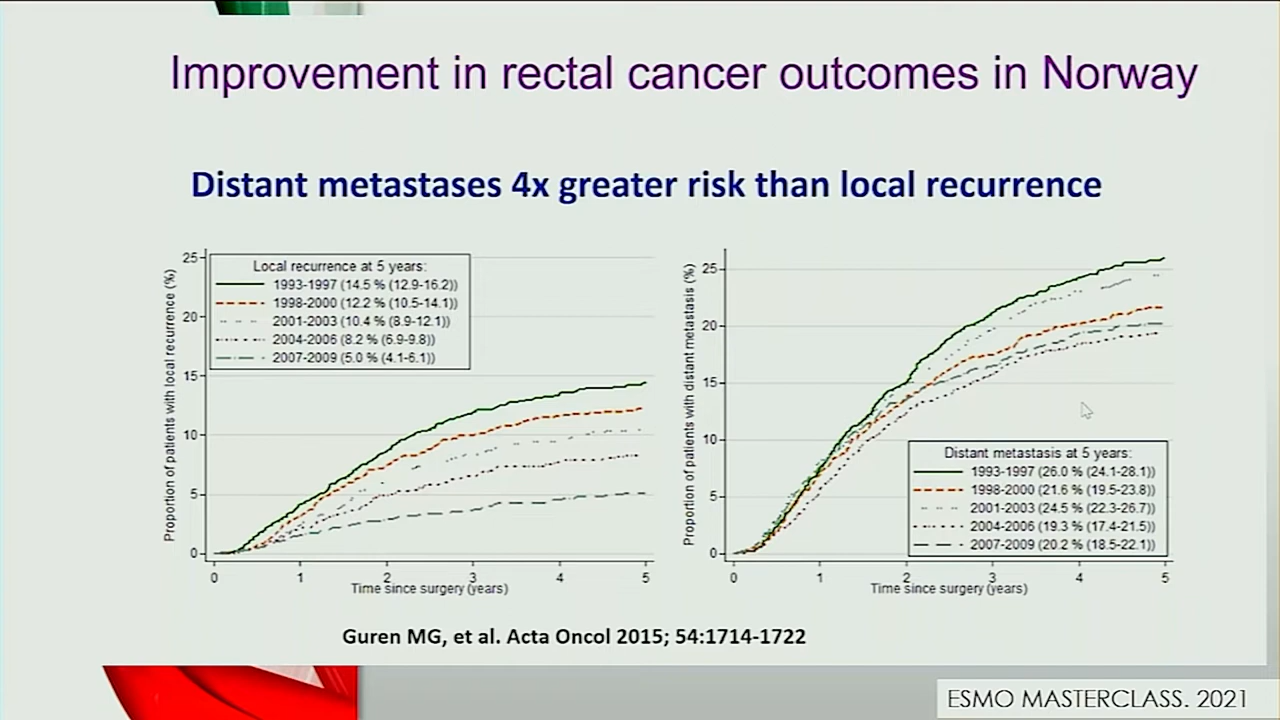 Improvement in rectal cancer outcomes in Norway
Distant metastases 4x greater risk than local recurrence
Proportion of patients with local recurrence (%)
25
20
15
10
5
0
Local recurrence at 5 years:
1993-1997 (14.5 % (12.9-16.2))
1998-2000 (12.2 % (10.5-14.1))
2001-2003 (10.4 % (8.9-12.1))
2004-2006 (8.2 % (6.9-9.8))
2007-2009 (5.0 % (4.1-6.1))
0 1 2 3 4 5
Time since surgery (years)
Proportion of patients with distant metastasis (%)
25
20
15
10
5
0
Distant metastasis at 5 years:
1993-1997 (26.0 % (24.1-28.1))
1998-2000 (21.6 % (19.5-23.8))
2001-2003 (24.5 % (22.3-26.7))
2004-2006 (19.3 % (17.4-21.5))
2007-2009 (20.2 % (18.5-22.1))
0 1 2 3 4 5
Time since surgery (years)
Guren MG, et al. Acta Oncol 2015; 54:1714-1722
ESMO MASTERCLASS. 2021